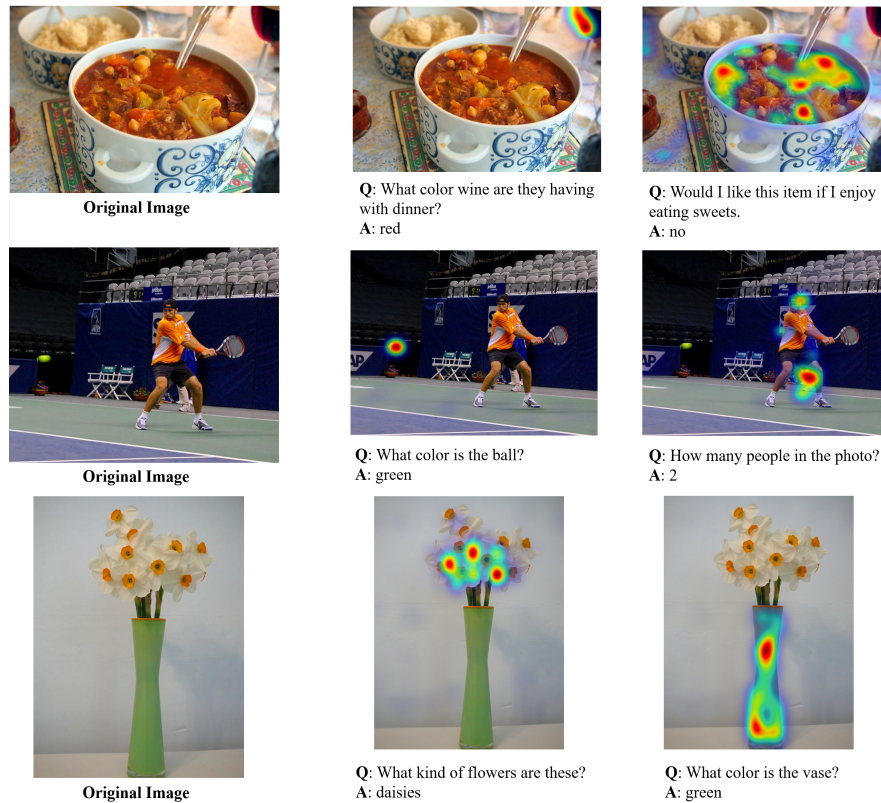 Original Image
Q: What color wine are they having
with dinner?
A: red
Q: Would I like this item if I enjoy
eating sweets.
A: no
Original Image
AP
Q: What color is the ball?
A: green
Q: How many people in the photo?
A: 2
Original Image
Q: What kind of flowers are these?
A: daisies
Q: What color is the vase?
A: green